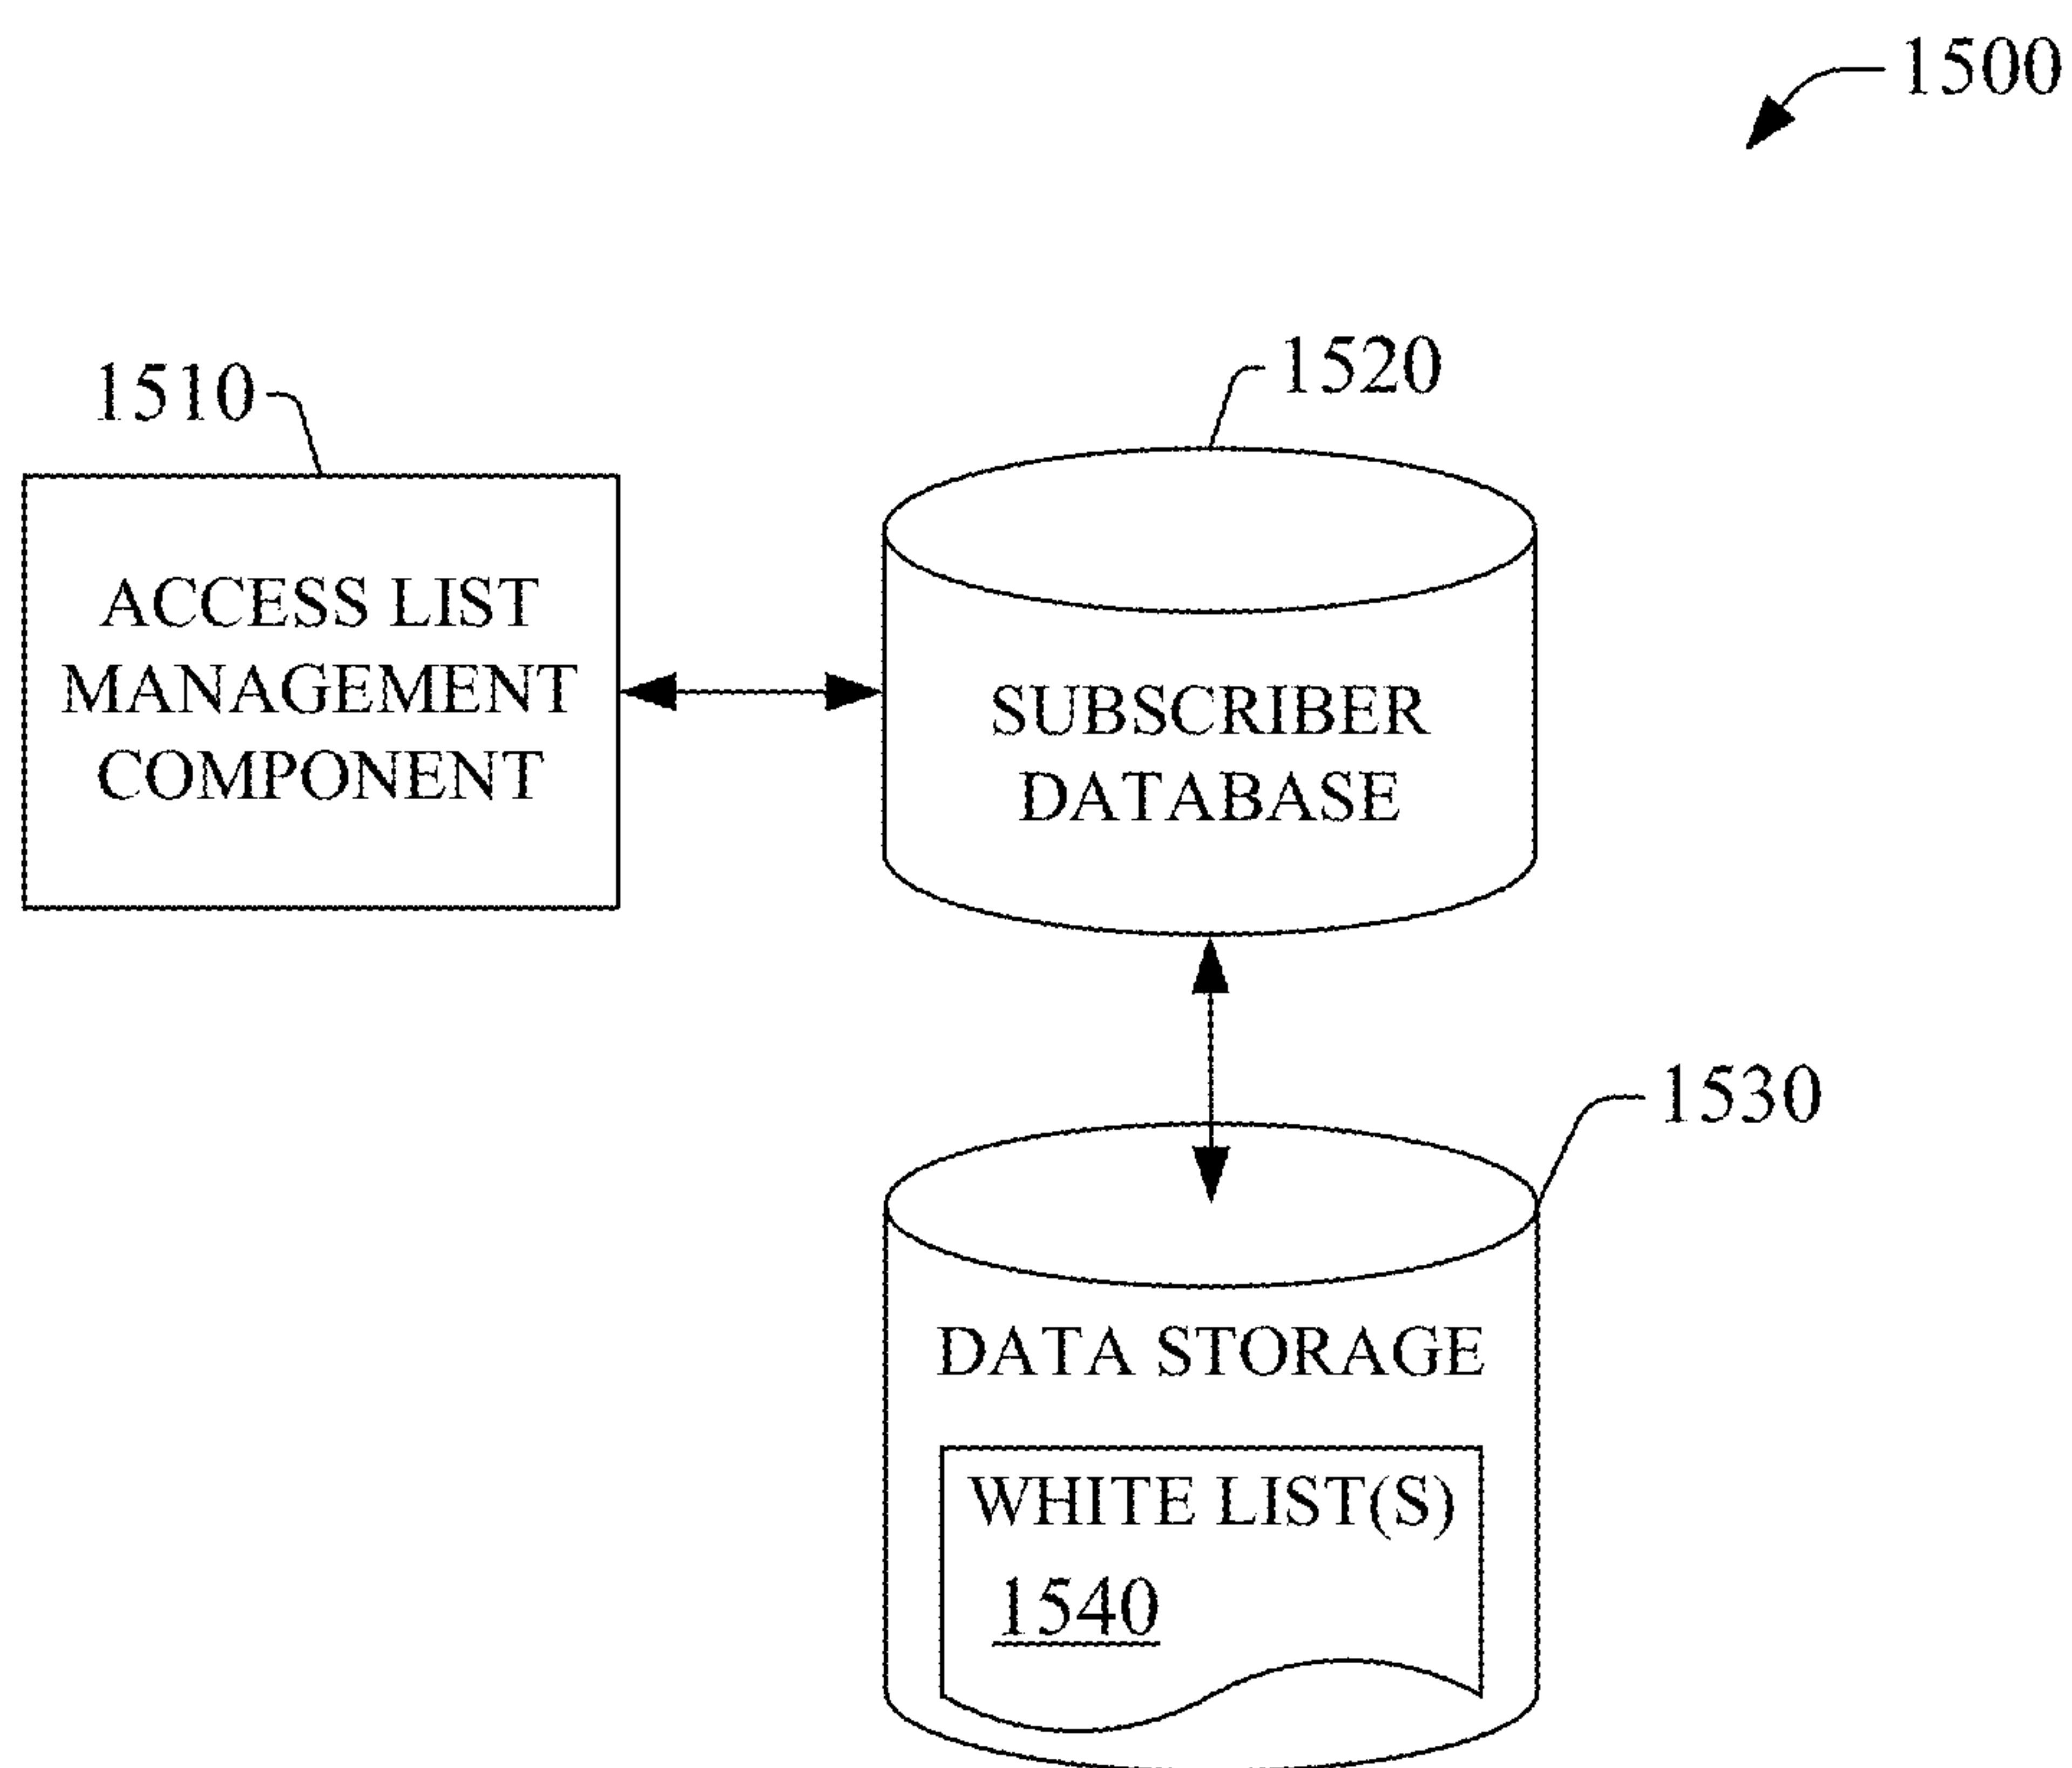 1500
1510
1520
ACCESS LIST
MANAGEMENT
COMPONENT
SUBSCRIBER
DATABASE
1530
DATA STORAGE
WHITE LIST(S)
1540